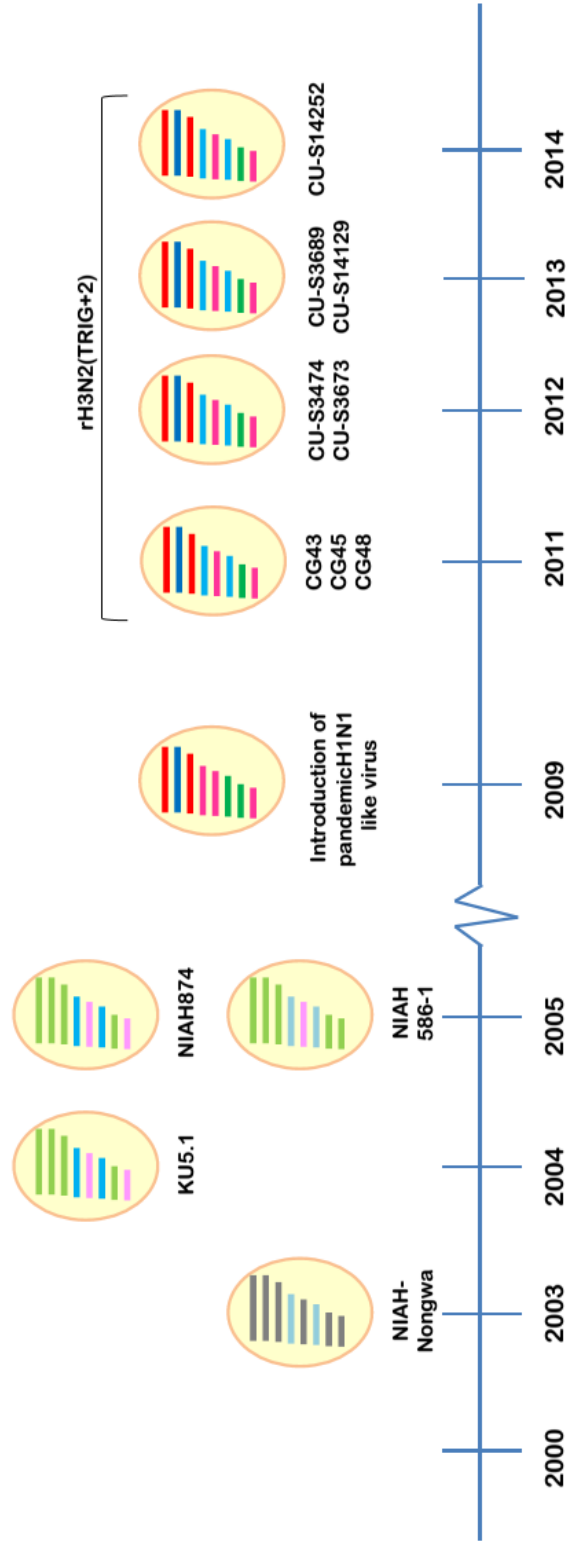 rH3N2(TRIG+2)
KU5.1
NIAH874
NIAH-
Nongwa
NIAH
586-1
Introduction of
pandemicH1N1
like virus
CG43
CG45
CG48
CU-S3474
CU-S3673
CU-S3689
CU-S14129
CU-S14252
2000
2003
2004
2005
2009
2011
2012
2013
2014